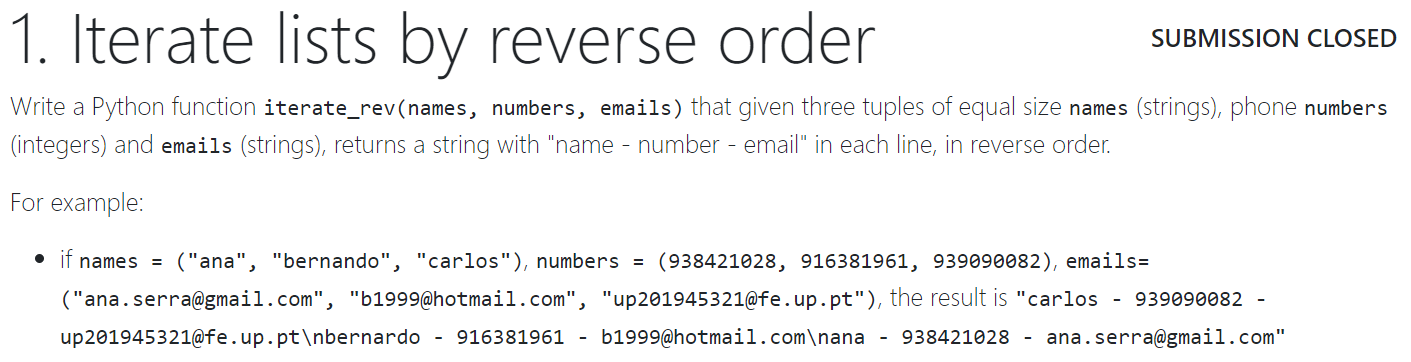 1. Iterate lists by reverse order
SUBMISSION CLOSED
Write a Python function iterate_rev(names, numbers, emails) that given three tuples of equal size names (strings), phone numbers
(integers) and emails (strings), returns a string with "name - number - email" in each line, in reverse order.
For example:
• if names = ("ana", "bernando", "carlos"), numbers = (938421028, 916381961, 939090082), emails=
("ana.serra@gmail.com", "b1999@hotmail.com", "up201945321@fe.up.pt"), the result is "carlos - 939090082 -
up201945321@fe.up.pt\nbernardo - 916381961 - b1999@hotmail.com\nana - 938421028 - ana.serra@gmail.com"